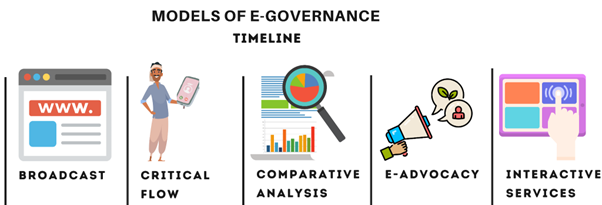 MODELS OF E-GOVERNANCE
TIMELINE
WWW.
BROADCAST
CRITICAL
FLOW
COMPARATIVE
ANALYSIS
E-ADVOCACY
INTERACTIVE
SERVICES